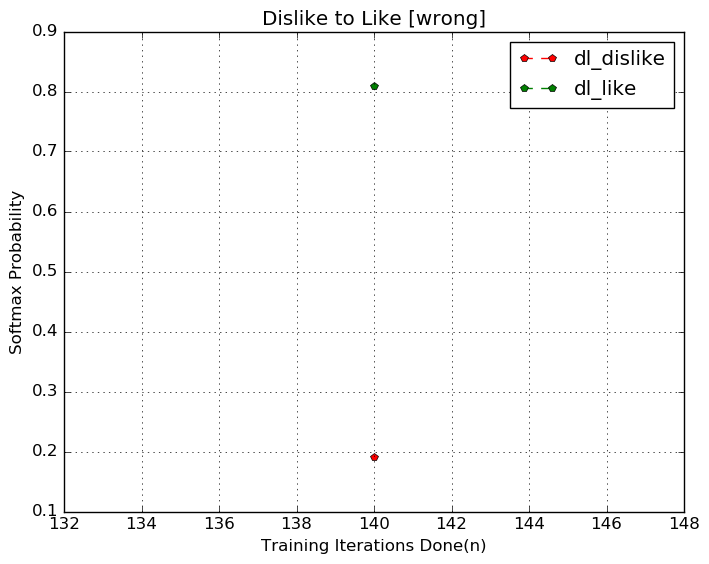 Dislike to Like [wrong]
dl_dislike
dl_like
Softmax Probability
0.9
0.8
0.7
0.6
0.5
0.4
0.3
0.2
0.1
132 134 136 138 140 142 144 146 148
Training Iterations Done(n)